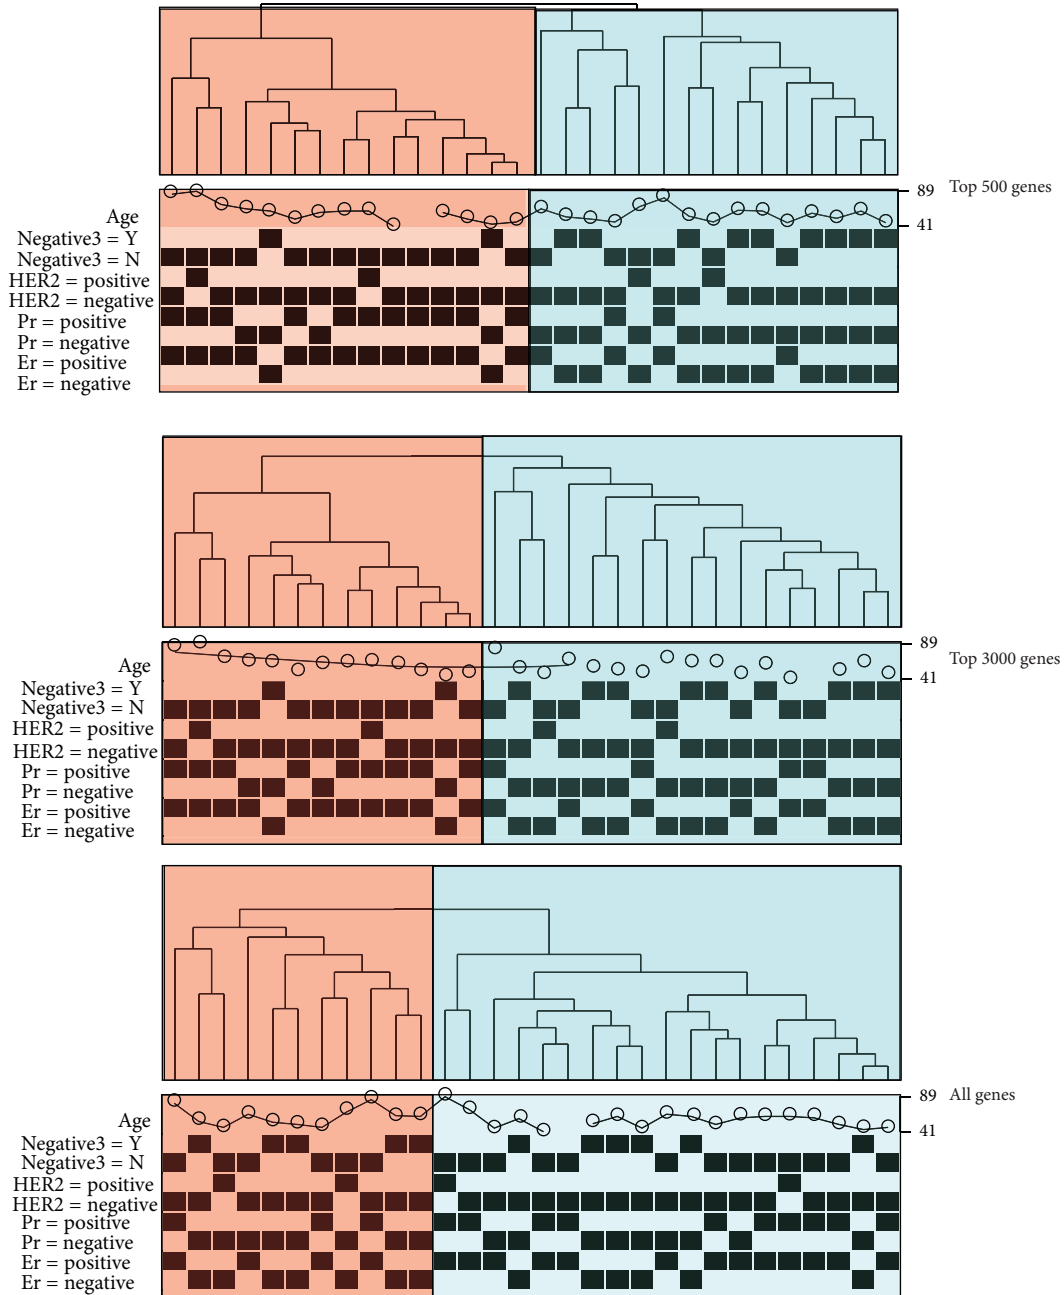 89 Top 500 genes
Age 41
Negative3 = Y
Negative3 = N
HER2 = positive
HER2 = negative
Pr = positive
Pr = negative
Er = positive
Er = negative
89
Age Top 3000 genes
41
Negative3 = Y
Negative3 = N
HER2 = positive
HER2 = negative
Pr = positive
Pr = negative
Er = positive
Er = negative
89 All genes
Age 41
Negative3 = Y
Negative3 = N
HER2 = positive
HER2 = negative
Pr = positive
Pr = negative
Er = positive
Er = negative